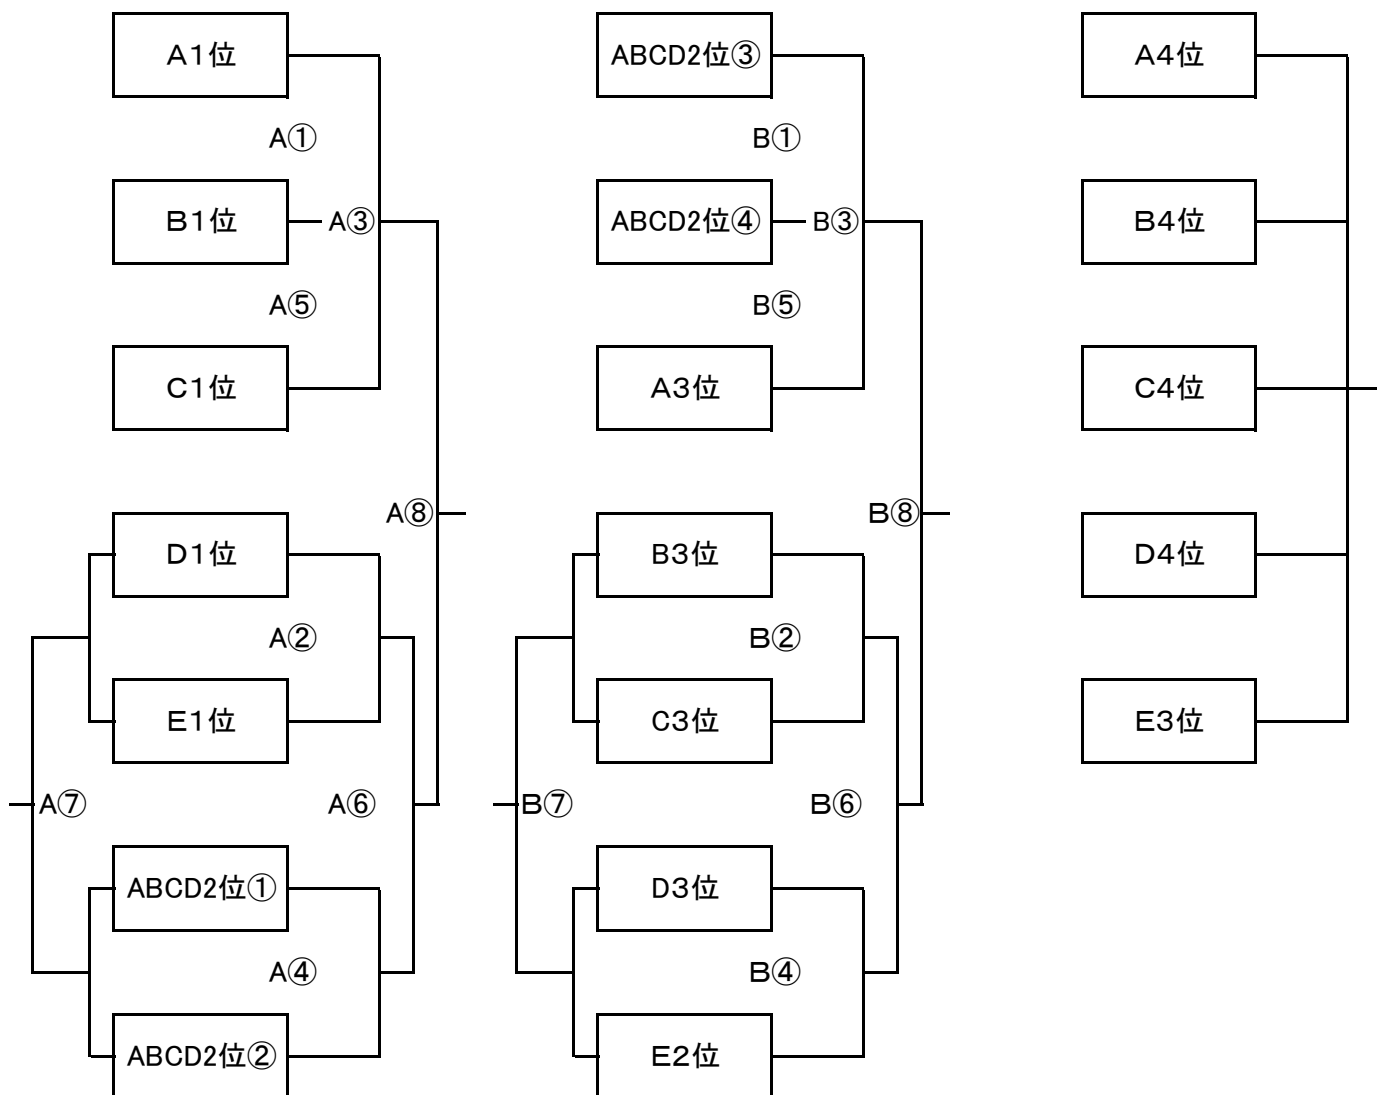 A1位
A①
B1位
A③
A⑤
C1位
A⑧
D1位
A②
E1位
A⑦
A⑥
ABCD2位①
A④
ABCD2位②
ABCD2位③
B①
ABCD2位④
B③
B⑤
A3位
B⑧
B3位
B②
C3位
B⑦
B⑥
D3位
B④
E2位
A4位
B4位
C4位
D4位
E3位